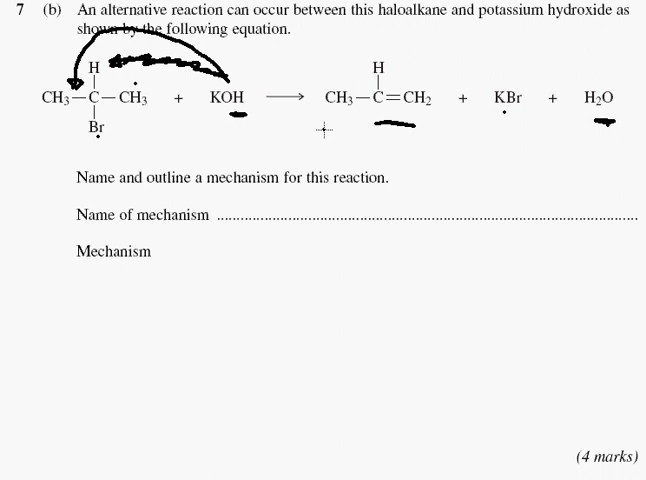 7 (b) An alternative reaction can occur between this haloalkane and potassium hydroxide as
shown by the following equation.
H H
CH₃—C—CH₃ + KOH ⟶ CH₃—C=CH₂ + KBr + H₂O
Br
Name and outline a mechanism for this reaction.
Name of mechanism ........................................................................................................
Mechanism
(4 marks)